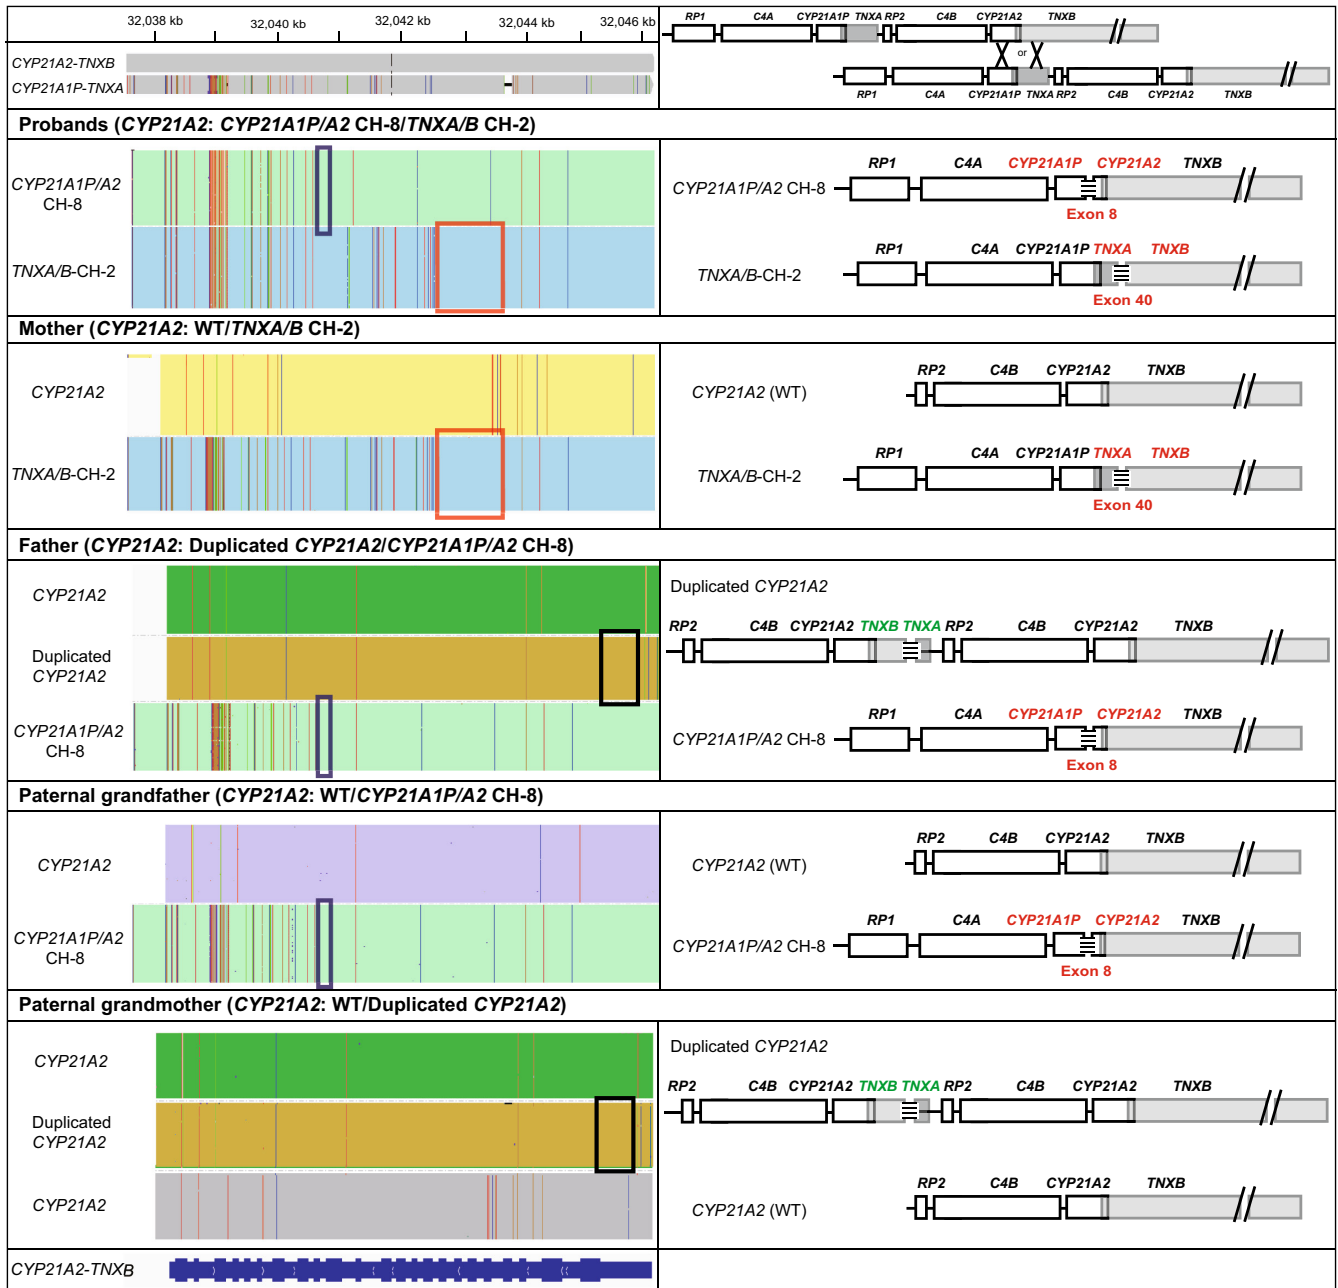 32,038 kb 32,040 kb 32,042 kb 32,044 kb 32,046 kb
CYP21A2-TNXB
CYP21A1P-TNXA
RP1 C4A CYP21A1P TNXA RP2 C4B CYP21A2 TNXB
or
RP1 C4A CYP21A1P TNXA RP2 C4B CYP21A2 TNXB
Probands (CYP21A2: CYP21A1P/A2 CH-8/TNXA/B CH-2)
CYP21A1P/A2
CH-8
TNXA/B-CH-2
RP1 C4A CYP21A1P CYP21A2 TNXB
CYP21A1P/A2 CH-8
Exon 8
RP1 C4A CYP21A1P TNXA TNXB
TNXA/B-CH-2
Exon 40
Mother (CYP21A2: WT/TNXA/B CH-2)
CYP21A2
TNXA/B-CH-2
RP2 C4B CYP21A2 TNXB
CYP21A2 (WT)
RP1 C4A CYP21A1P TNXA TNXB
TNXA/B-CH-2
Exon 40
Father (CYP21A2: Duplicated CYP21A2/CYP21A1P/A2 CH-8)
CYP21A2
Duplicated
CYP21A2
CYP21A1P/A2
CH-8
Duplicated CYP21A2
RP2 C4B CYP21A2 TNXB TNXA RP2 C4B CYP21A2 TNXB
RP1 C4A CYP21A1P CYP21A2 TNXB
CYP21A1P/A2 CH-8
Exon 8
Paternal grandfather (CYP21A2: WT/CYP21A1P/A2 CH-8)
CYP21A2
CYP21A1P/A2
CH-8
RP2 C4B CYP21A2 TNXB
CYP21A2 (WT)
RP1 C4A CYP21A1P CYP21A2 TNXB
CYP21A1P/A2 CH-8
Exon 8
Paternal grandmother (CYP21A2: WT/Duplicated CYP21A2)
CYP21A2
Duplicated
CYP21A2
CYP21A2
Duplicated CYP21A2
RP2 C4B CYP21A2 TNXB TNXA RP2 C4B CYP21A2 TNXB
RP2 C4B CYP21A2 TNXB
CYP21A2 (WT)
CYP21A2-TNXB